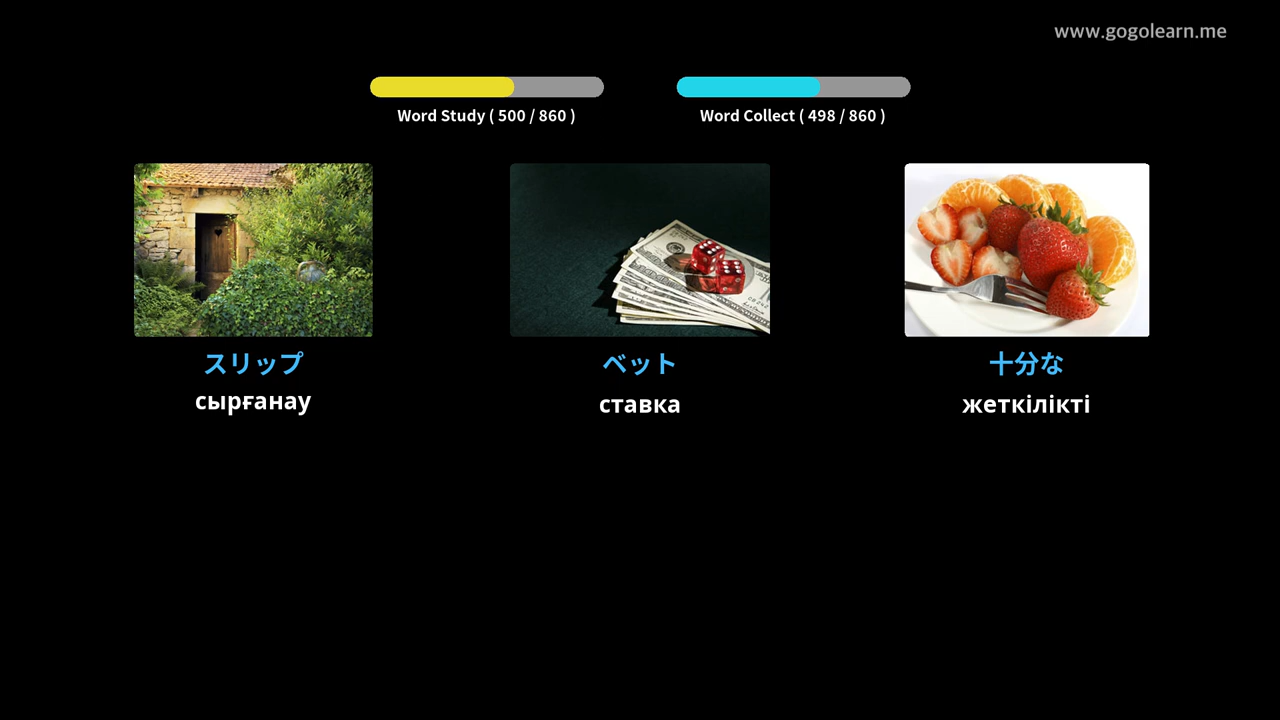 www.gogolearn.me
Word Study ( 500 / 860 )
Word Collect ( 498 / 860 )
スリップ
сырғанау
ベット
ставка
十分な
жеткілікті